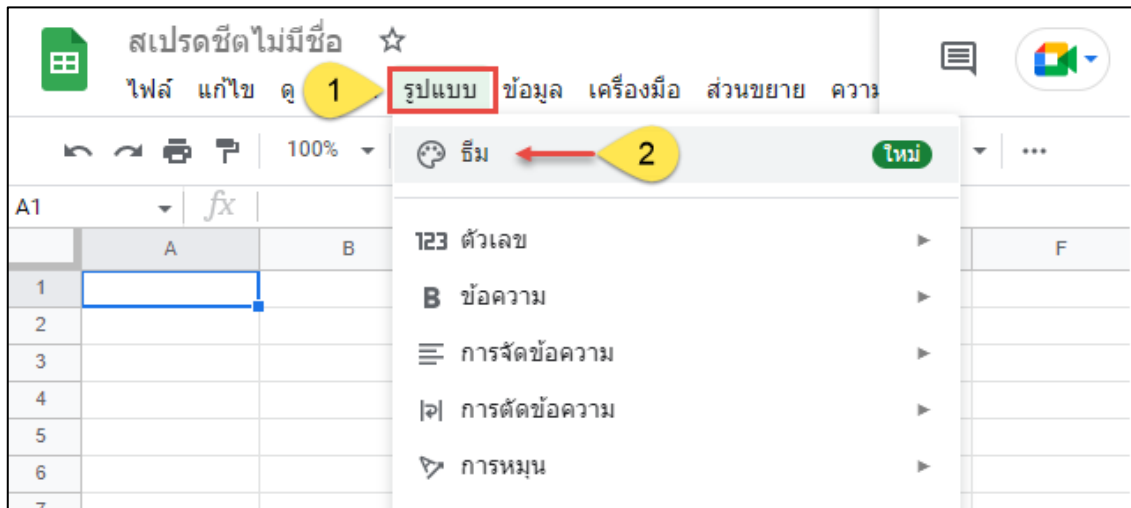 สเปรดชีตไม่มีชื่อ
ไฟล์ แก้ไข ดู 1 รูปแบบ ข้อมูล เครื่องมือ ส่วนขยาย
100%
ธีม 2 ใหม่
A1 fx
A B F
123 ตัวเลข
1
B ข้อความ
2
3 การจัดข้อความ
4
การตัดข้อความ
5
6 การหมุน
7